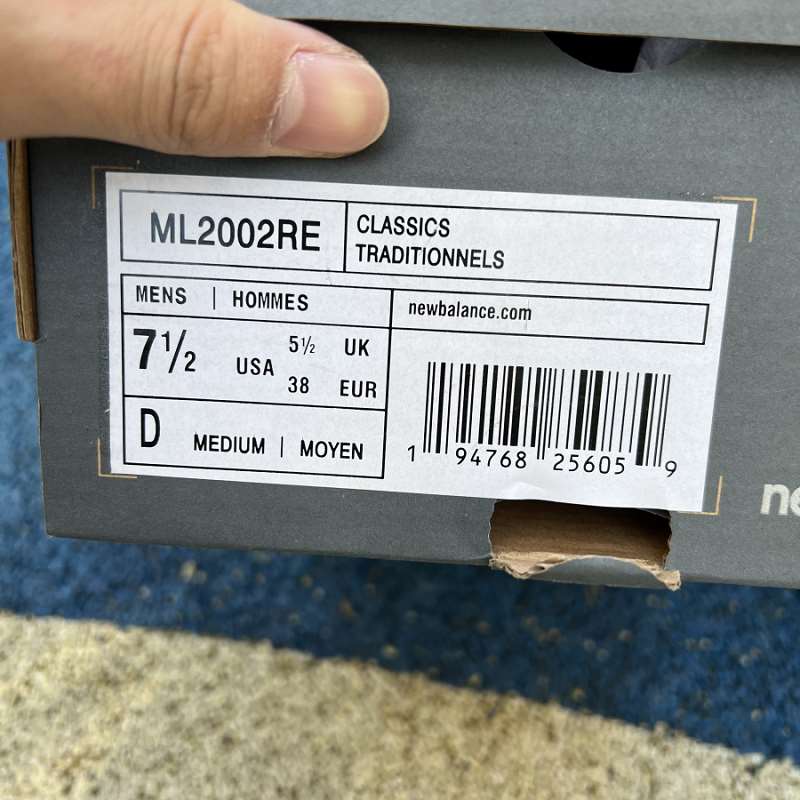 ML2002RE
CLASSICS
TRADITIONNELS
MENS | HOMMES
newbalance.com
7½ USA
5½ UK
38 EUR
D MEDIUM | MOYEN
1 94768 25605 9
ne